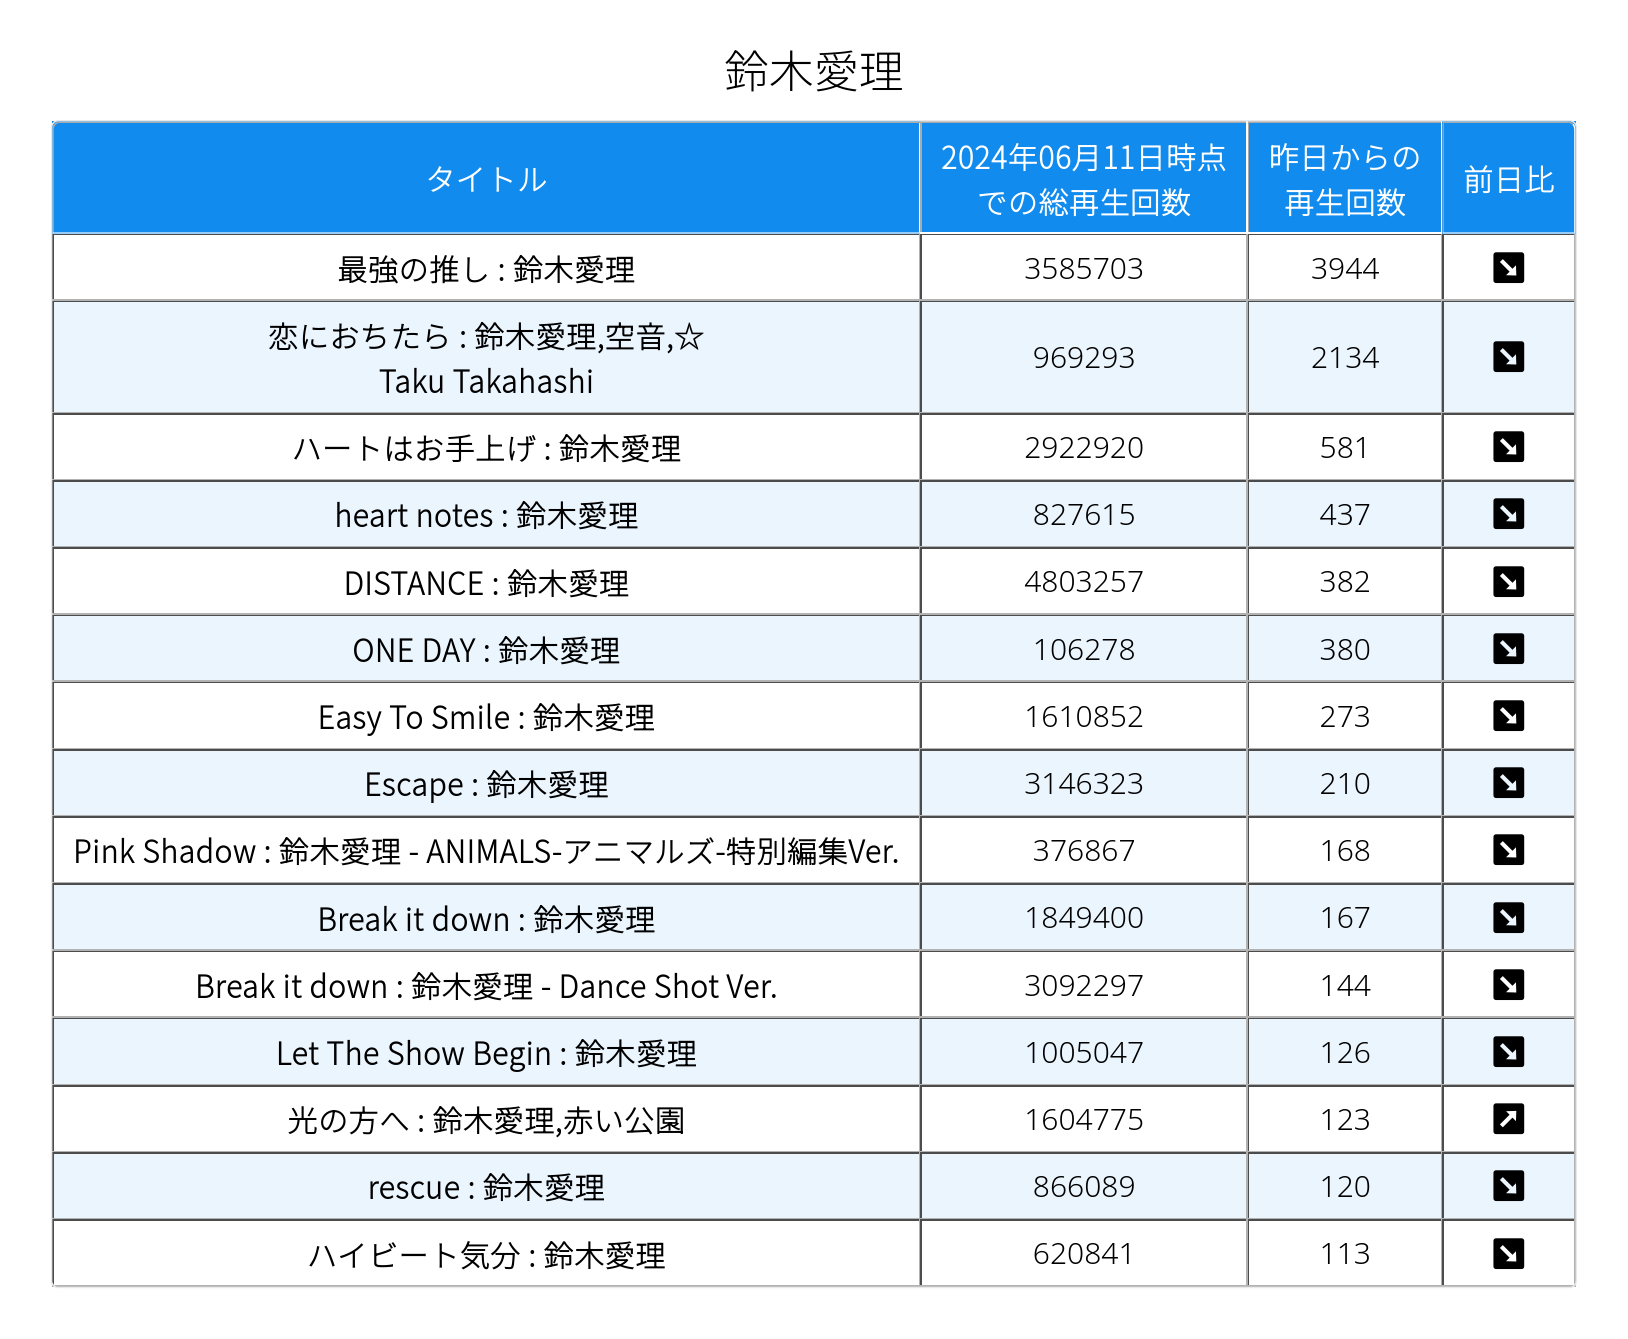 鈴木愛理
タイトル 2024年06月11日時点での総再生回数 昨日からの再生回数 前日比
最強の推し : 鈴木愛理 3585703 3944 ↘
恋におちたら : 鈴木愛理,空音,☆
Taku Takahashi 969293 2134 ↘
ハートはお手上げ : 鈴木愛理 2922920 581 ↘
heart notes : 鈴木愛理 827615 437 ↘
DISTANCE : 鈴木愛理 4803257 382 ↘
ONE DAY : 鈴木愛理 106278 380 ↘
Easy To Smile : 鈴木愛理 1610852 273 ↘
Escape : 鈴木愛理 3146323 210 ↘
Pink Shadow : 鈴木愛理 - ANIMALS-アニマルズ-特別編集Ver. 376867 168 ↘
Break it down : 鈴木愛理 1849400 167 ↘
Break it down : 鈴木愛理 - Dance Shot Ver. 3092297 144 ↘
Let The Show Begin : 鈴木愛理 1005047 126 ↘
光の方へ : 鈴木愛理,赤い公園 1604775 123 ↗
rescue : 鈴木愛理 866089 120 ↘
ハイビート気分 : 鈴木愛理 620841 113 ↘